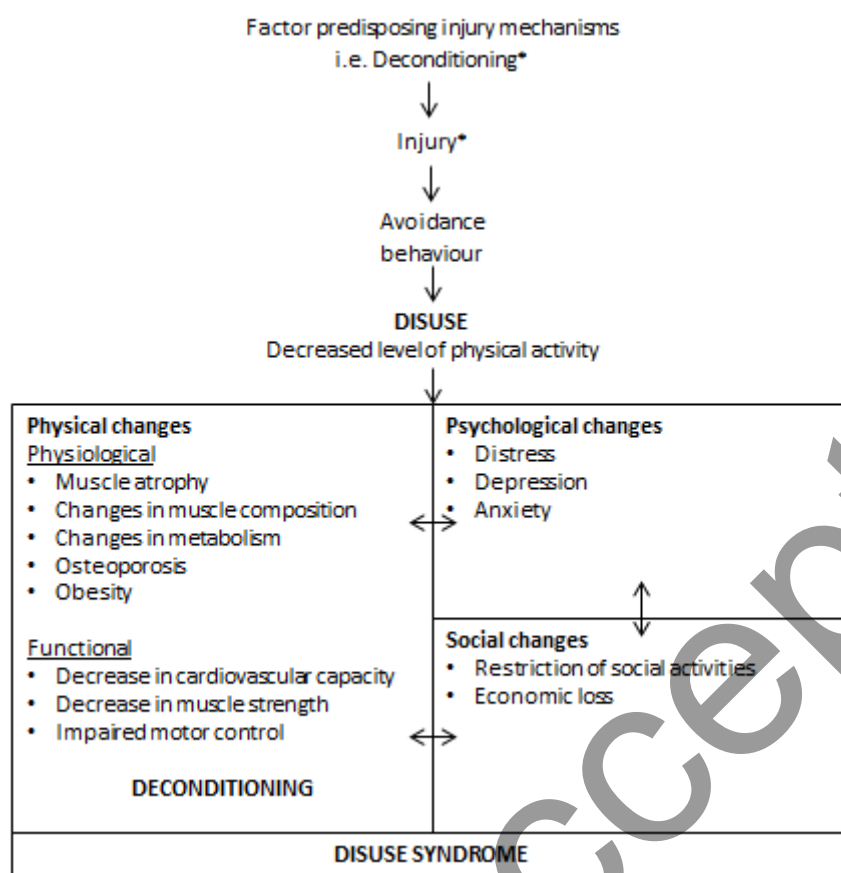 Factor predisposing injury mechanisms
i.e. Deconditioning*
Injury*
Avoidance
behaviour
DISUSE
Decreased level of physical activity
Physical changes
Physiological
• Muscle atrophy
• Changes in muscle composition
• Changes in metabolism
• Osteoporosis
• Obesity
Functional
• Decrease in cardiovascular capacity
• Decrease in muscle strength
• Impaired motor control
DECONDITIONING
Psychological changes
• Distress
• Depression
• Anxiety
Social changes
• Restriction of social activities
• Economic loss
DISUSE SYNDROME